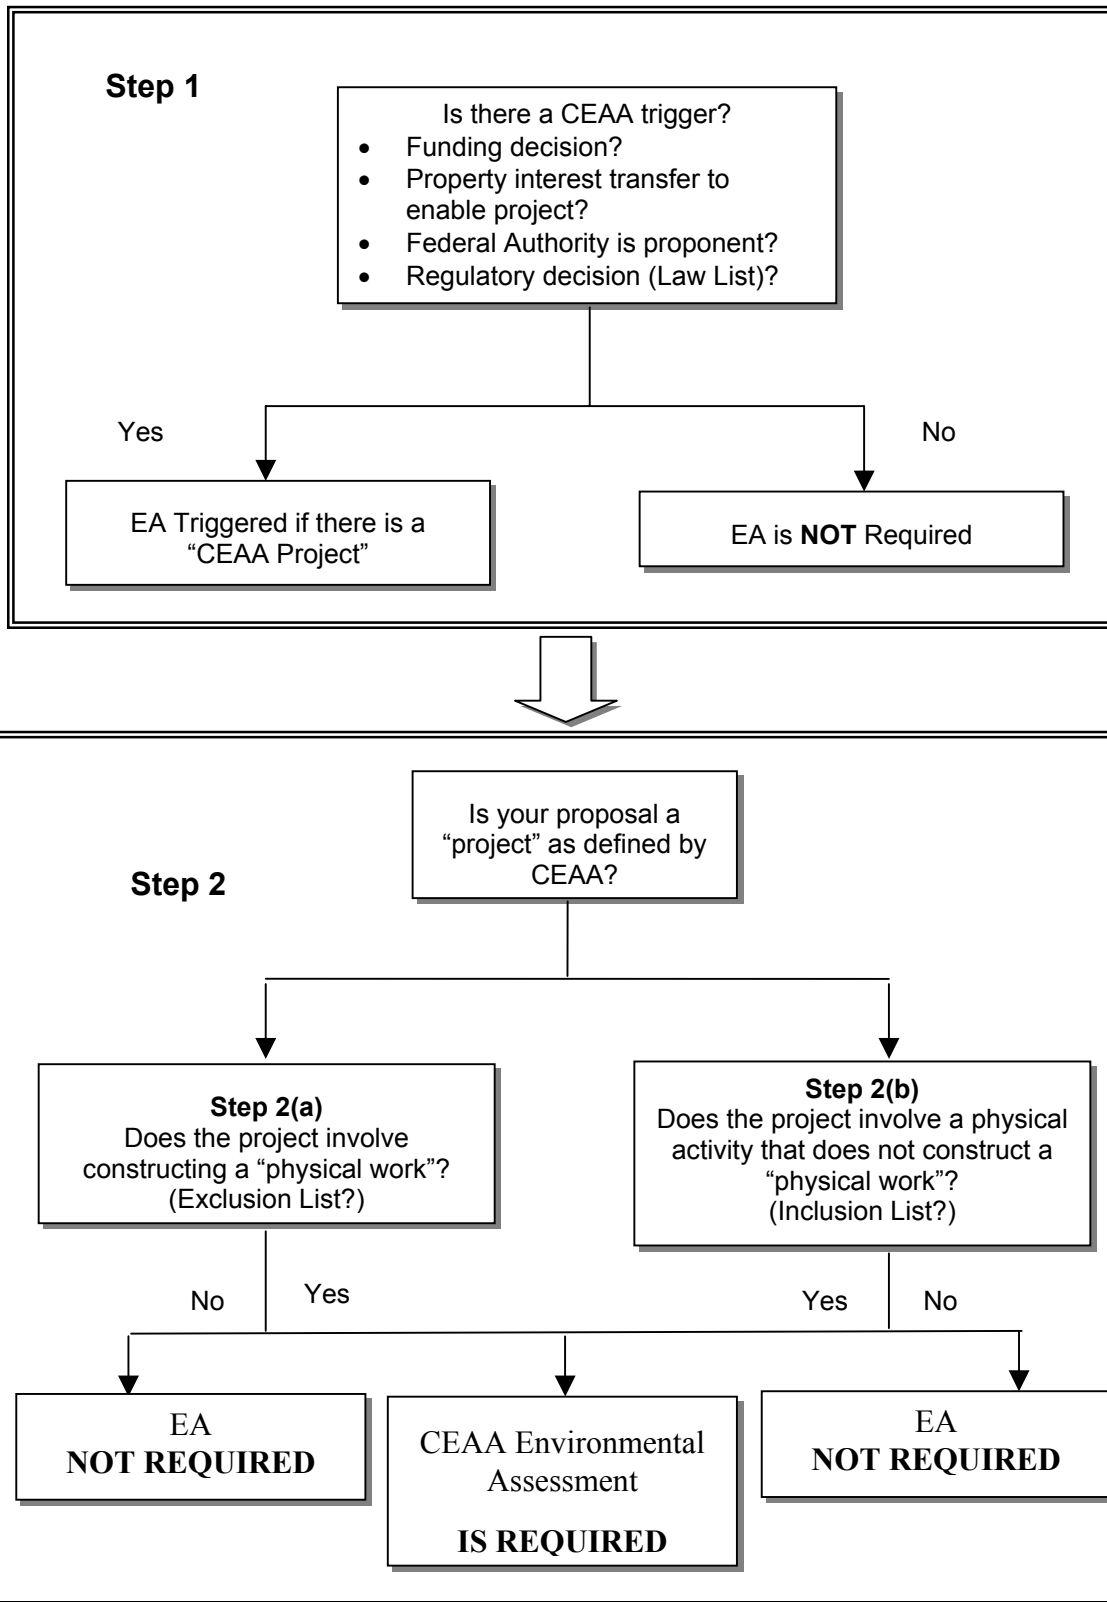 Step 1
Is there a CEAA trigger?
• Funding decision?
• Property interest transfer to
enable project?
• Federal Authority is proponent?
• Regulatory decision (Law List)?
Yes
No
EA Triggered if there is a
“CEAA Project”
EA is NOT Required
Is your proposal a
“project” as defined by
CEAA?
Step 2
Step 2(a)
Does the project involve
constructing a “physical work”?
(Exclusion List?)
Step 2(b)
Does the project involve a physical
activity that does not construct a
“physical work”?
(Inclusion List?)
No
Yes
Yes
No
EA
NOT REQUIRED
CEAA Environmental
Assessment
IS REQUIRED
EA
NOT REQUIRED